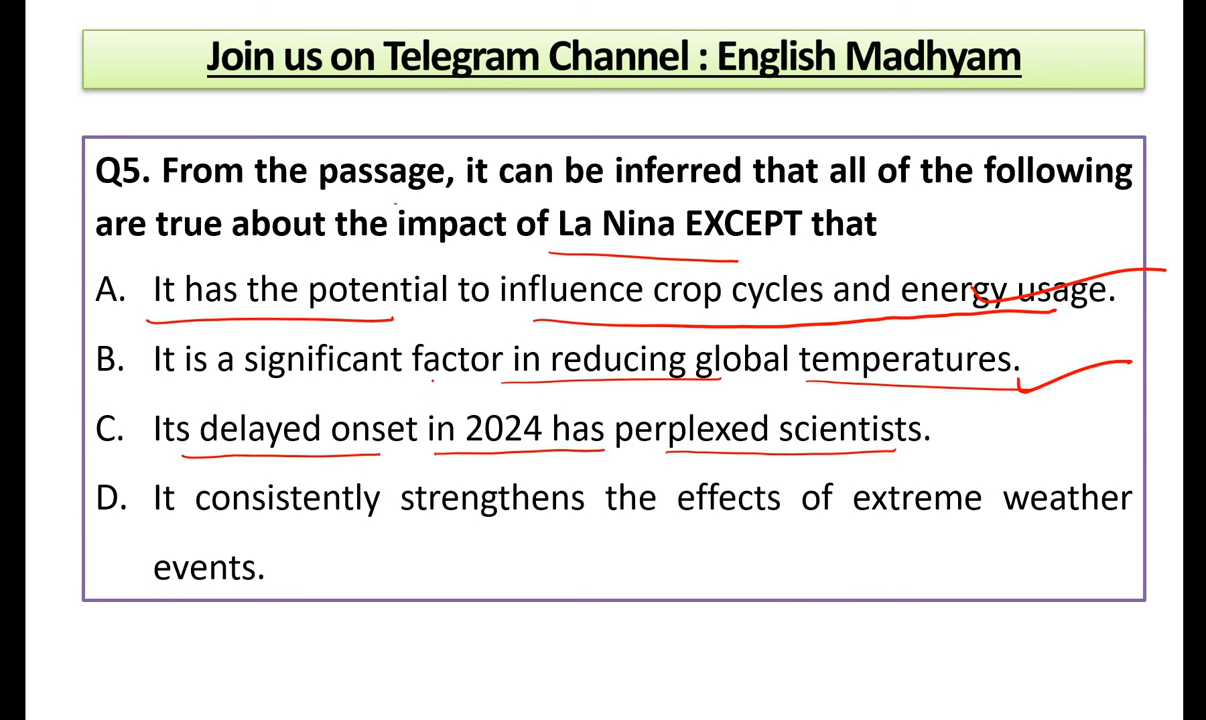 Join us on Telegram Channel : English Madhyam
Q5. From the passage, it can be inferred that all of the following
are true about the impact of La Nina EXCEPT that
A. It has the potential to influence crop cycles and energy usage.
B. It is a significant factor in reducing global temperatures.
C. Its delayed onset in 2024 has perplexed scientists.
D. It consistently strengthens the effects of extreme weather
events.